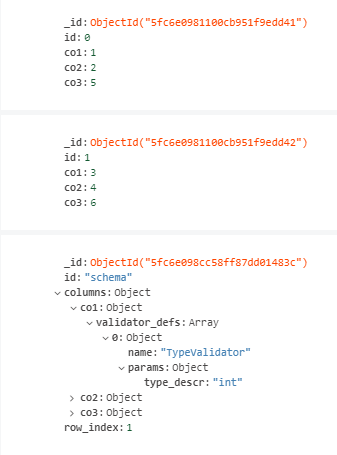 _id: ObjectId("5fc6e0981100cb951f9edd41")
id: 0
co1: 1
co2: 2
co3: 5
_id: ObjectId("5fc6e0981100cb951f9edd42")
id: 1
co1: 3
co2: 4
co3: 6
_id: ObjectId("5fc6e098cc58ff87dd01483c")
id: "schema"
columns: Object
co1: Object
validator_defs: Array
0: Object
name: "TypeValidator"
params: Object
type_descr: "int"
co2: Object
co3: Object
row_index: 1